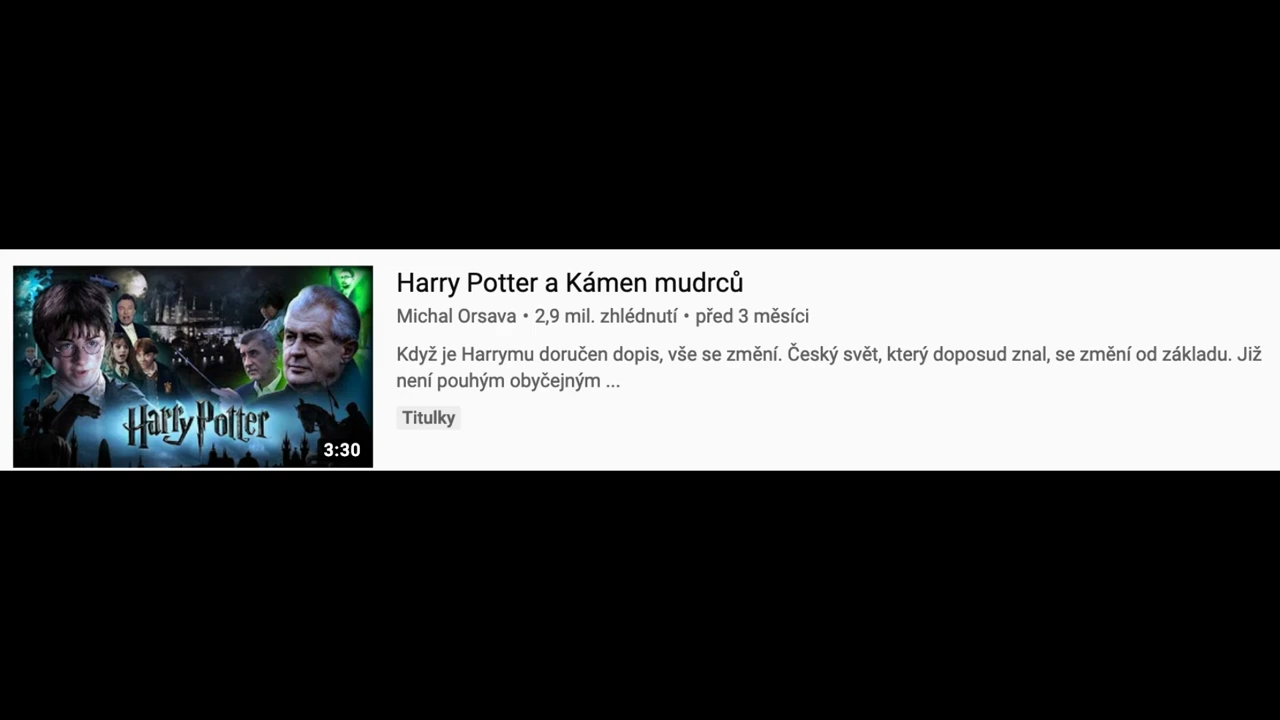 Harry Potter a Kámen mudrců
Michal Orsava • 2,9 mil. zhlédnutí • před 3 měsíci
Když je Harrymu doručen dopis, vše se změní. Český svět, který doposud znal, se změní od základu. Již
není pouhým obyčejným ...
Titulky
Harry Potter
3:30